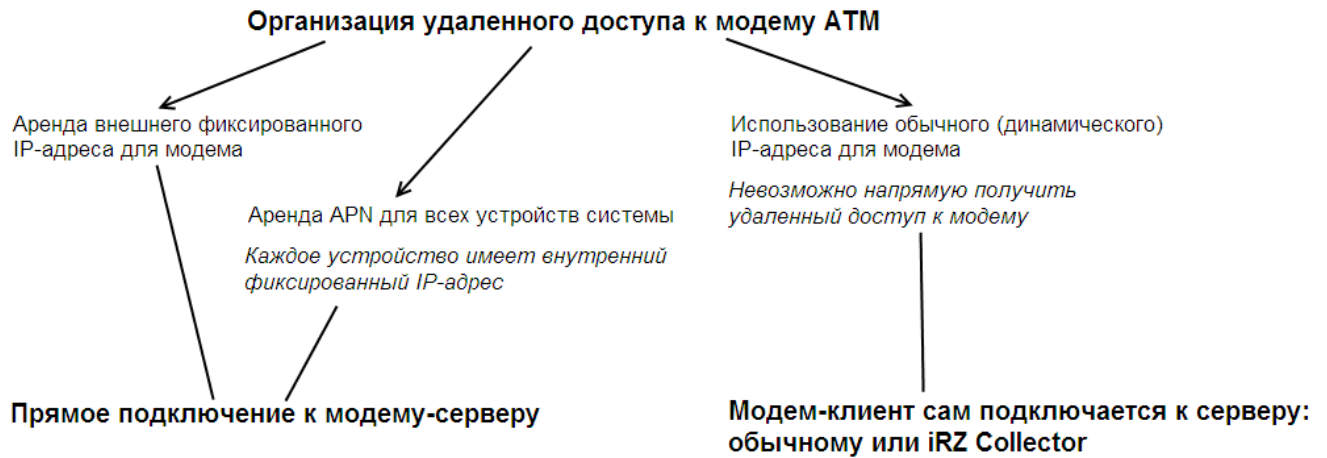 Организация удаленного доступа к модему ATM
Аренда внешнего фиксированного
IP-адреса для модема
Аренда APN для всех устройств системы
Каждое устройство имеет внутренний
фиксированный IP-адрес
Использование обычного (динамического)
IP-адреса для модема
Невозможно напрямую получить
удаленный доступ к модему
Прямое подключение к модему-серверу
Модем-клиент сам подключается к серверу:
обычному или iRZ Collector